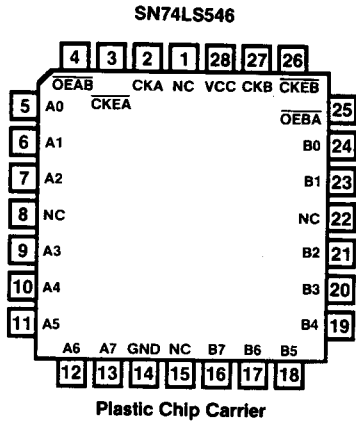 SN74LS546
4 3 2 1 28 27 26
OEAB CKEA CKA NC VCC CKB CKEB
5 A0 OEBA 25
6 A1 B0 24
7 A2 B1 23
8 NC NC 22
9 A3 B2 21
10 A4 B3 20
11 A5 B4 19
A6 A7 GND NC B7 B6 B5
12 13 14 15 16 17 18
Plastic Chip Carrier